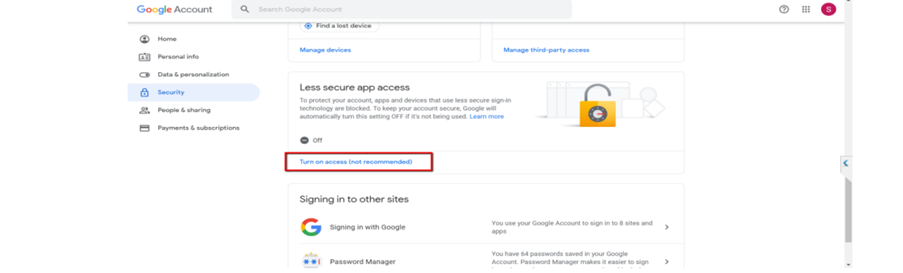 Google Account
Search Google Account
S
Home
Personal info
Data & personalization
Security
People & sharing
Payments & subscriptions
Find a lost device
Manage devices
Manage third-party access
Less secure app access
To protect your account, apps and devices that use less secure sign-in
technology are blocked. To keep your account secure, Google will
automatically turn this setting OFF if it's not being used. Learn more
Off
Turn on access (not recommended)
Signing in to other sites
Signing in with Google
You use your Google Account to sign in to 8 sites and
apps
Password Manager
You have 64 passwords saved in your Google
Account. Password Manager makes it easier to sign